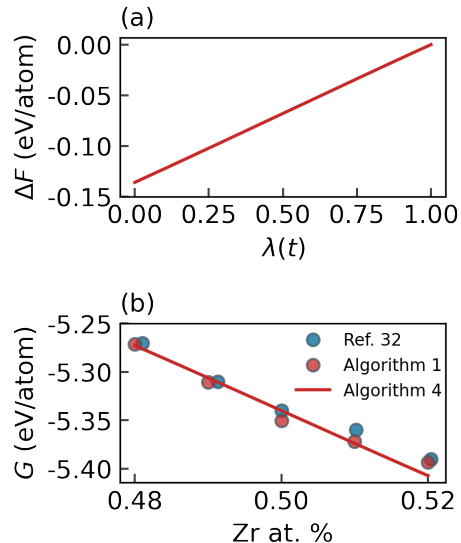 (a)
ΔF (eV/atom)
0.00
-0.05
-0.10
-0.15
0.00 0.25 0.50 0.75 1.00
λ(t)
(b)
G (eV/atom)
-5.25
-5.30
-5.35
-5.40
Ref. 32
Algorithm 1
Algorithm 4
0.48 0.50 0.52
Zr at. %